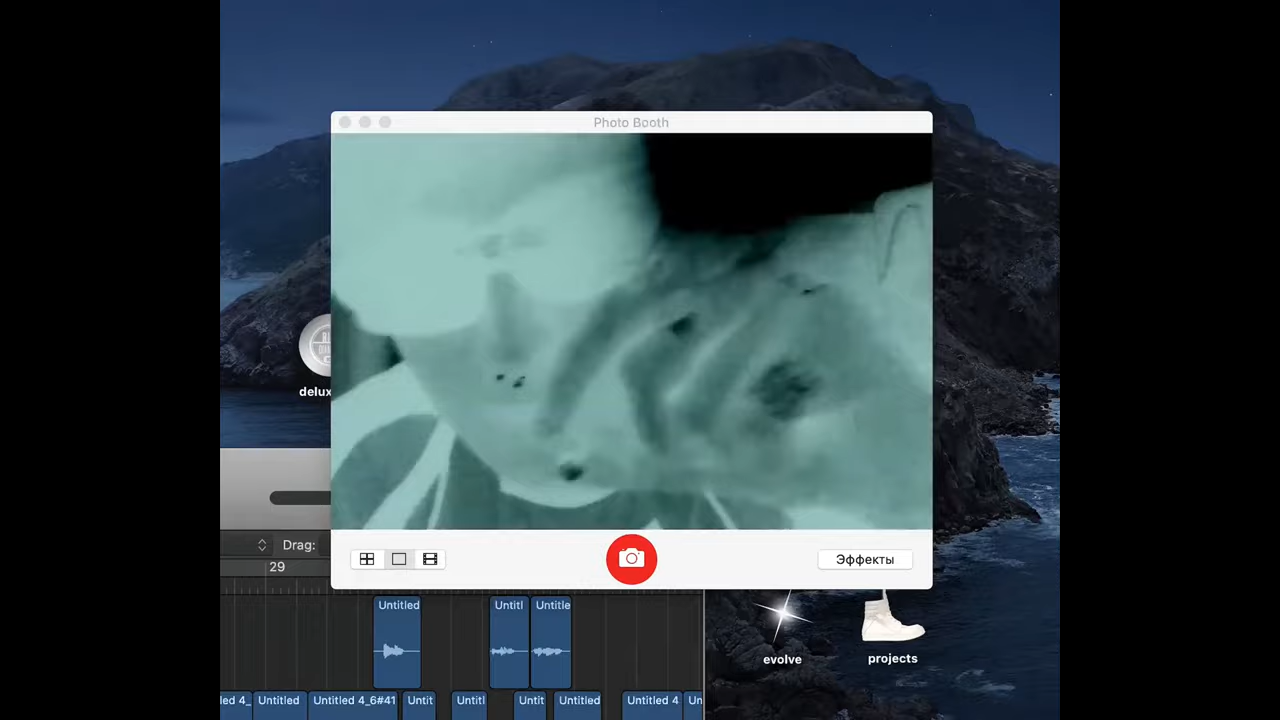 Photo Booth
delux
Drag:
29
Эффекты
Untitled
Untitl
Untitle
evolve
projects
led 4_
Untitled
Untitled 4_6#41
Untit
Untitl
Untit
Untitled
Untitled 4
Un